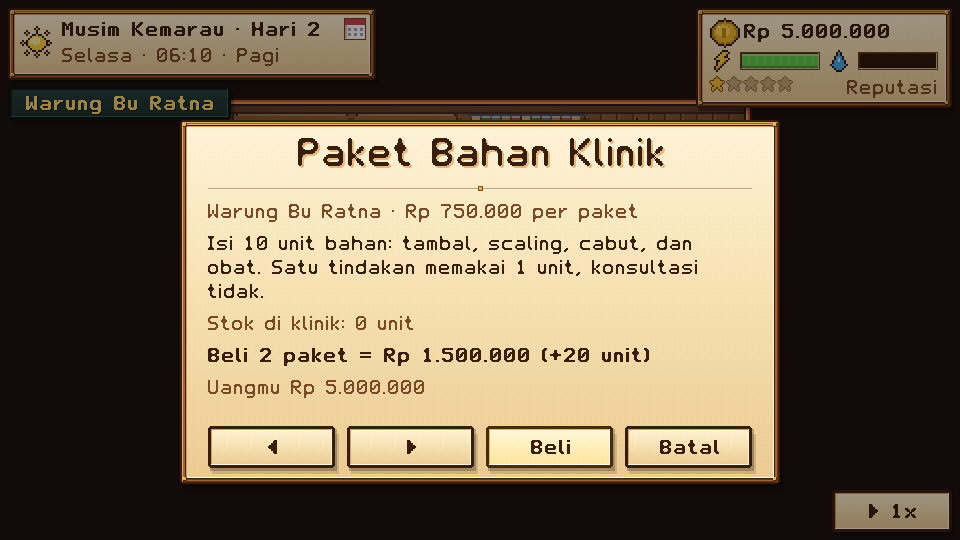 Musim Kemarau · Hari 2
Selasa · 06:10 · Pagi
Rp 5.000.000
Reputasi
Warung Bu Ratna
Paket Bahan Klinik
Warung Bu Ratna · Rp 750.000 per paket
Isi 10 unit bahan: tambal, scaling, cabut, dan
obat. Satu tindakan memakai 1 unit, konsultasi
tidak.
Stok di klinik: 0 unit
Beli 2 paket = Rp 1.500.000 (+20 unit)
Uangmu Rp 5.000.000
Beli
Batal
1x